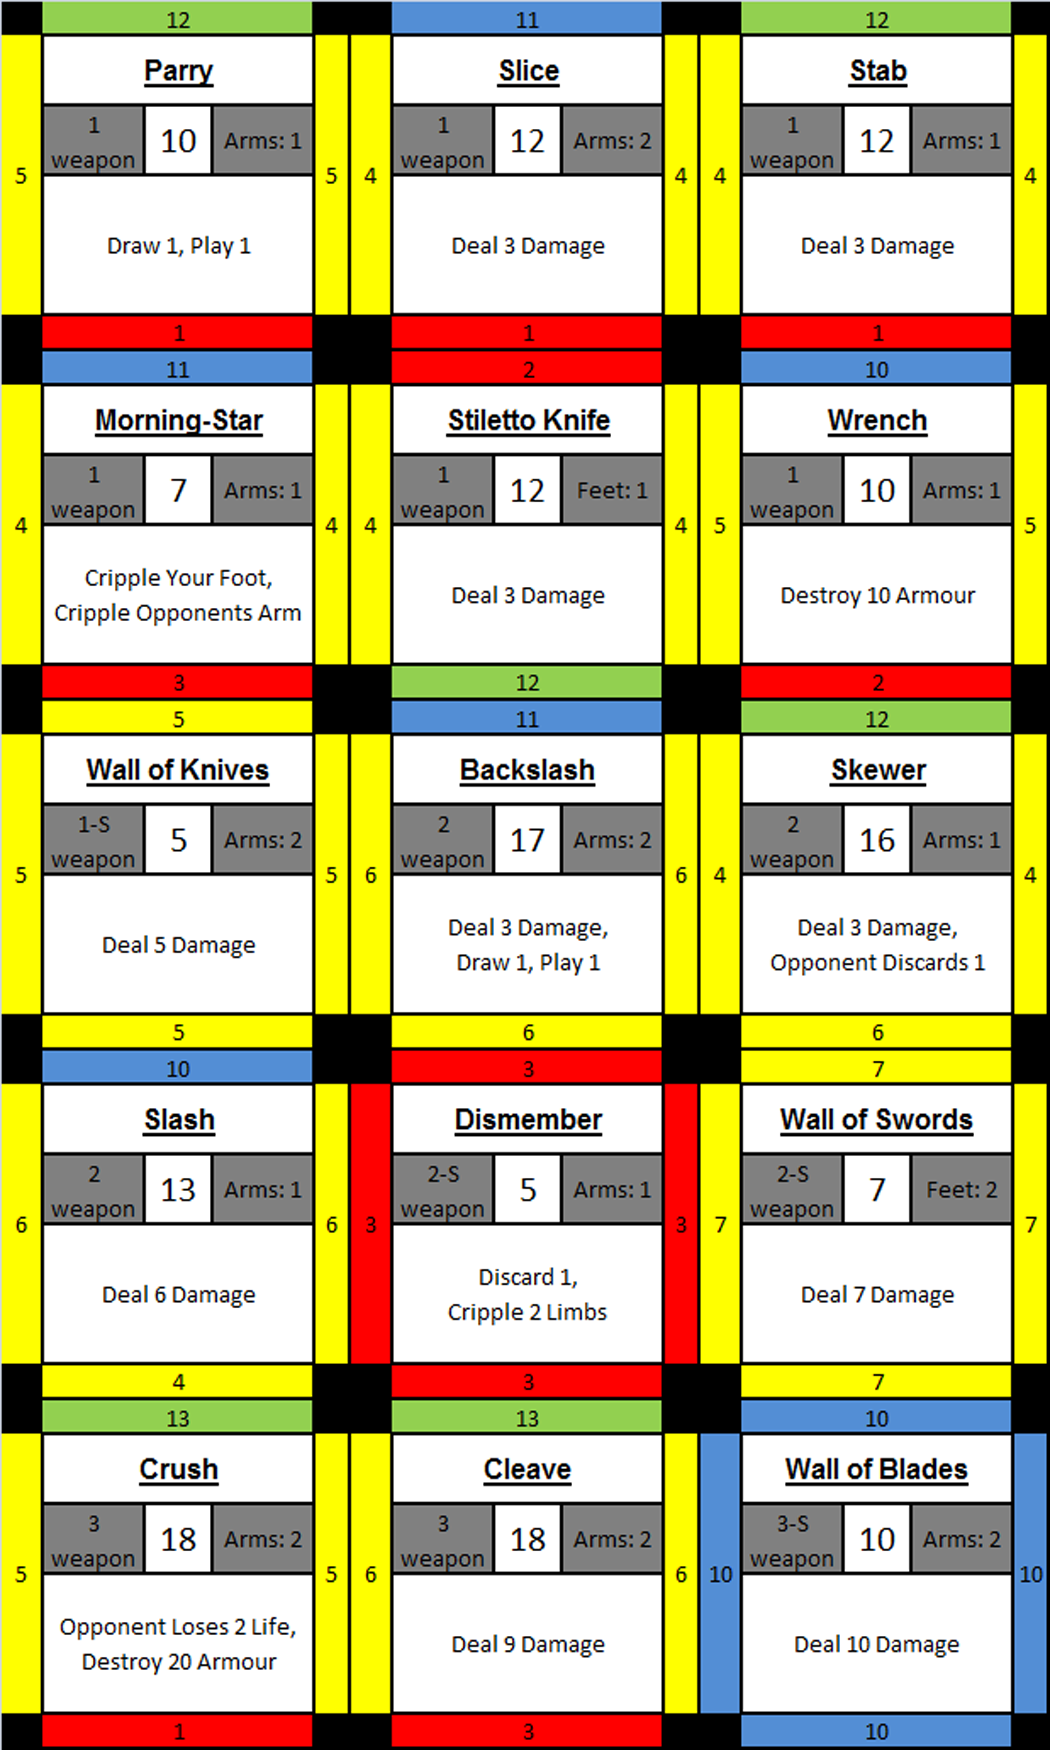 12 11 12
Parry Slice Stab
1 weapon 10 Arms: 1 1 weapon 12 Arms: 2 1 weapon 12 Arms: 1
5 5 4 4 4 4
Draw 1, Play 1 Deal 3 Damage Deal 3 Damage
1 1 1
11 2 10
Morning-Star Stiletto Knife Wrench
1 weapon 7 Arms: 1 1 weapon 12 Feet: 1 1 weapon 10 Arms: 1
4 4 4 4 5 5
Cripple Your Foot,
Cripple Opponents Arm Deal 3 Damage Destroy 10 Armour
3 12 2
5 11 12
Wall of Knives Backslash Skewer
1-S weapon 5 Arms: 2 2 weapon 17 Arms: 2 2 weapon 16 Arms: 1
5 5 6 6 4 4
Deal 3 Damage, Deal 3 Damage,
Deal 5 Damage Draw 1, Play 1 Opponent Discards 1
5 6 6
10 3 7
Slash Dismember Wall of Swords
2 weapon 13 Arms: 1 2-S weapon 5 Arms: 1 2-S weapon 7 Feet: 2
6 6 3 3 7 7
Discard 1,
Deal 6 Damage Cripple 2 Limbs Deal 7 Damage
4 3 7
13 13 10
Crush Cleave Wall of Blades
3 weapon 18 Arms: 2 3 weapon 18 Arms: 2 3-S weapon 10 Arms: 2
5 5 6 6 10 10
Opponent Loses 2 Life,
Destroy 20 Armour Deal 9 Damage Deal 10 Damage
1 3 10